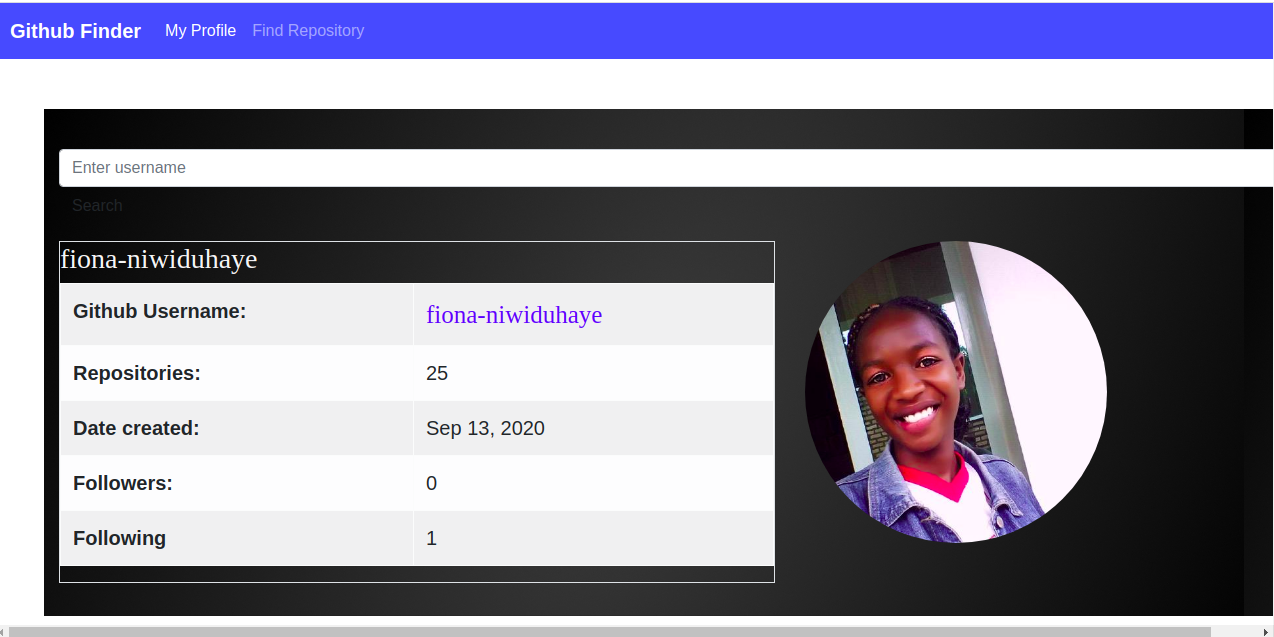 Github Finder My Profile Find Repository
Enter username
Search
fiona-niwiduhaye
Github Username: fiona-niwiduhaye
Repositories: 25
Date created: Sep 13, 2020
Followers: 0
Following 1